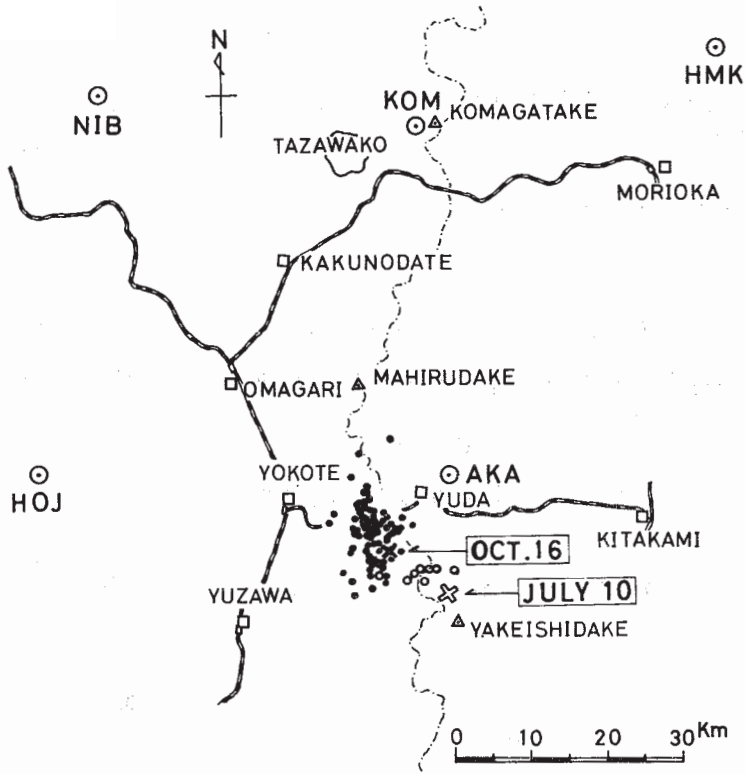 N
HMK
KOM
KOMAGATAKE
NIB
TAZAWAKO
MORIOKA
KAKUNODATE
MAHIRUDAKE
OMAGARI
YOKOTE
AKA
HOJ
YUDA
KITAKAMI
OCT.16
JULY 10
YUZAWA
YAKEISHIDAKE
0 10 20 30 Km